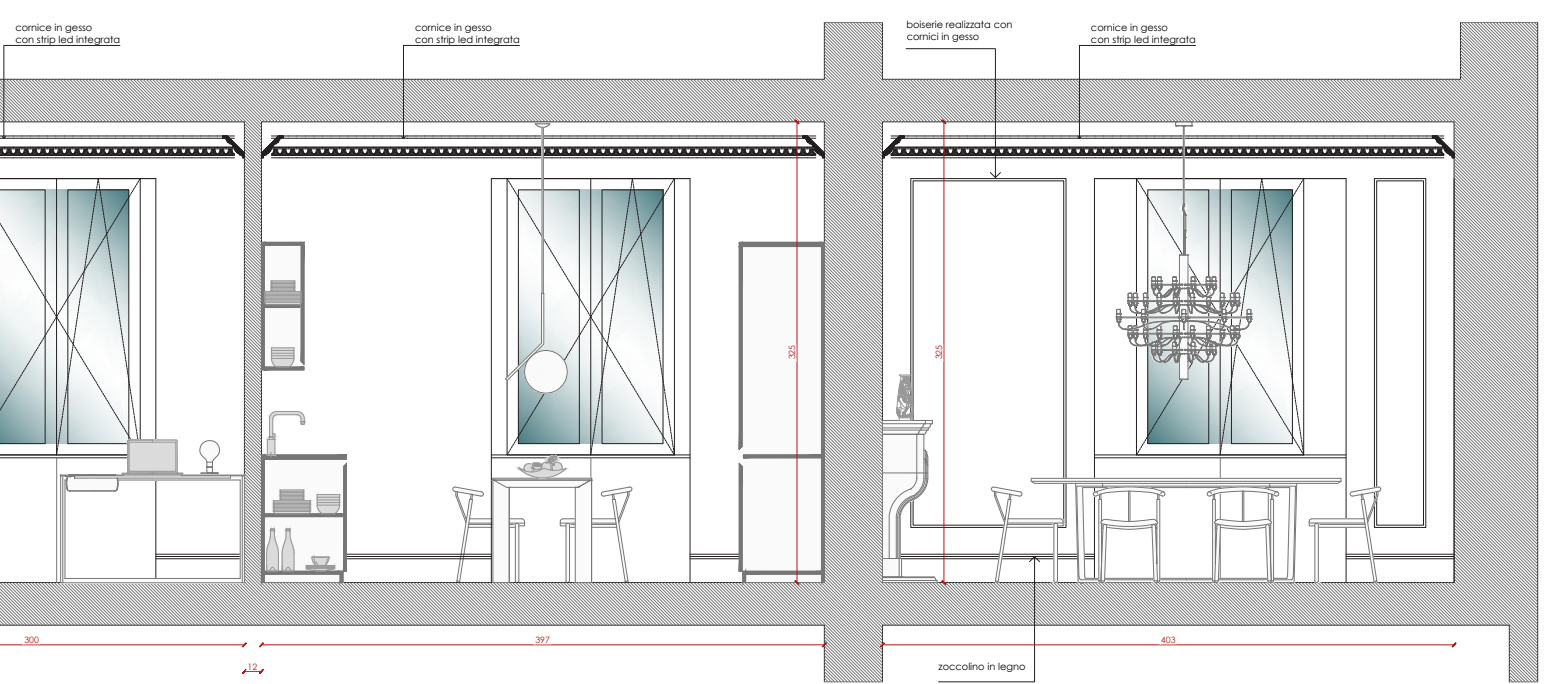 cornice in gesso
con strip led integrata
cornice in gesso
con strip led integrata
boiserie realizzata con
cornici in gesso
cornice in gesso
con strip led integrata
325
325
300
397
403
12
zoccolino in legno